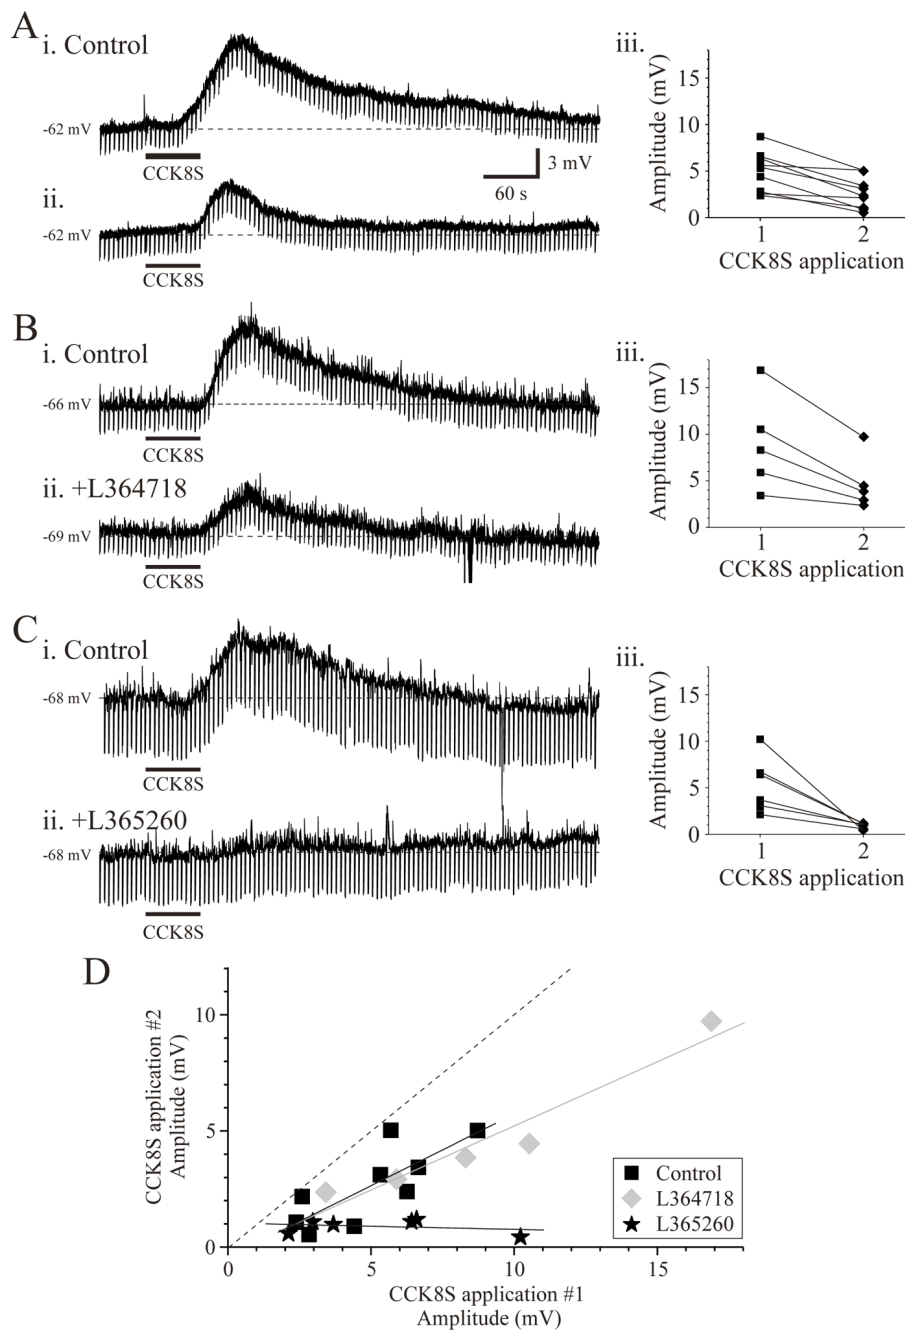 A
i. Control
-62 mV
CCK8S
3 mV
60 s
ii.
-62 mV
CCK8S
iii.
Amplitude (mV)
15
10
5
0
1 2
CCK8S application
B
i. Control
-66 mV
CCK8S
ii. +L364718
-69 mV
CCK8S
iii.
Amplitude (mV)
15
10
5
0
1 2
CCK8S application
C
i. Control
-68 mV
CCK8S
ii. +L365260
-68 mV
CCK8S
iii.
Amplitude (mV)
15
10
5
0
1 2
CCK8S application
D
CCK8S application #2
Amplitude (mV)
10
5
0
0 5 10 15
CCK8S application #1
Amplitude (mV)
Control
L364718
L365260